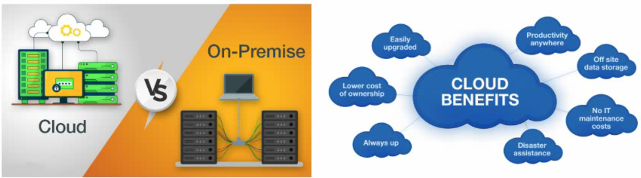 Cloud
VS
On-Premise
CLOUD
BENEFITS
Easily
upgraded
Productivity
anywhere
Lower cost
of ownership
Off site
data storage
Always up
No IT
maintenance
costs
Disaster
assistance